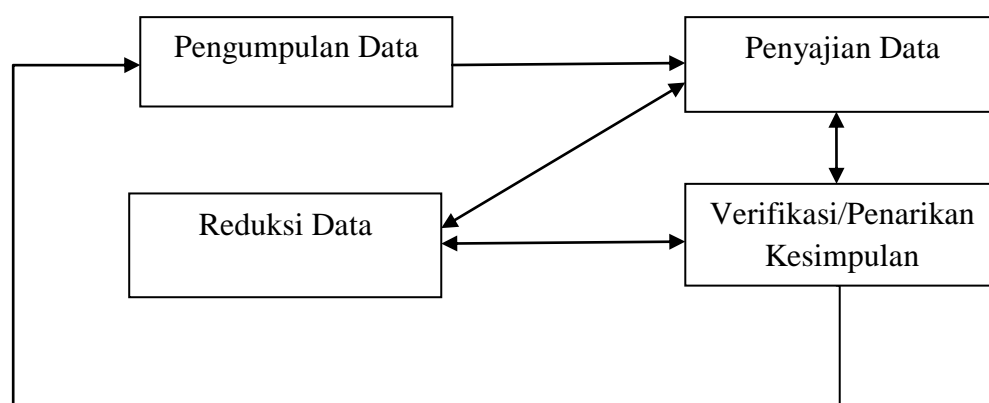 Pengumpulan Data
Penyajian Data
Reduksi Data
Verifikasi/Penarikan
Kesimpulan